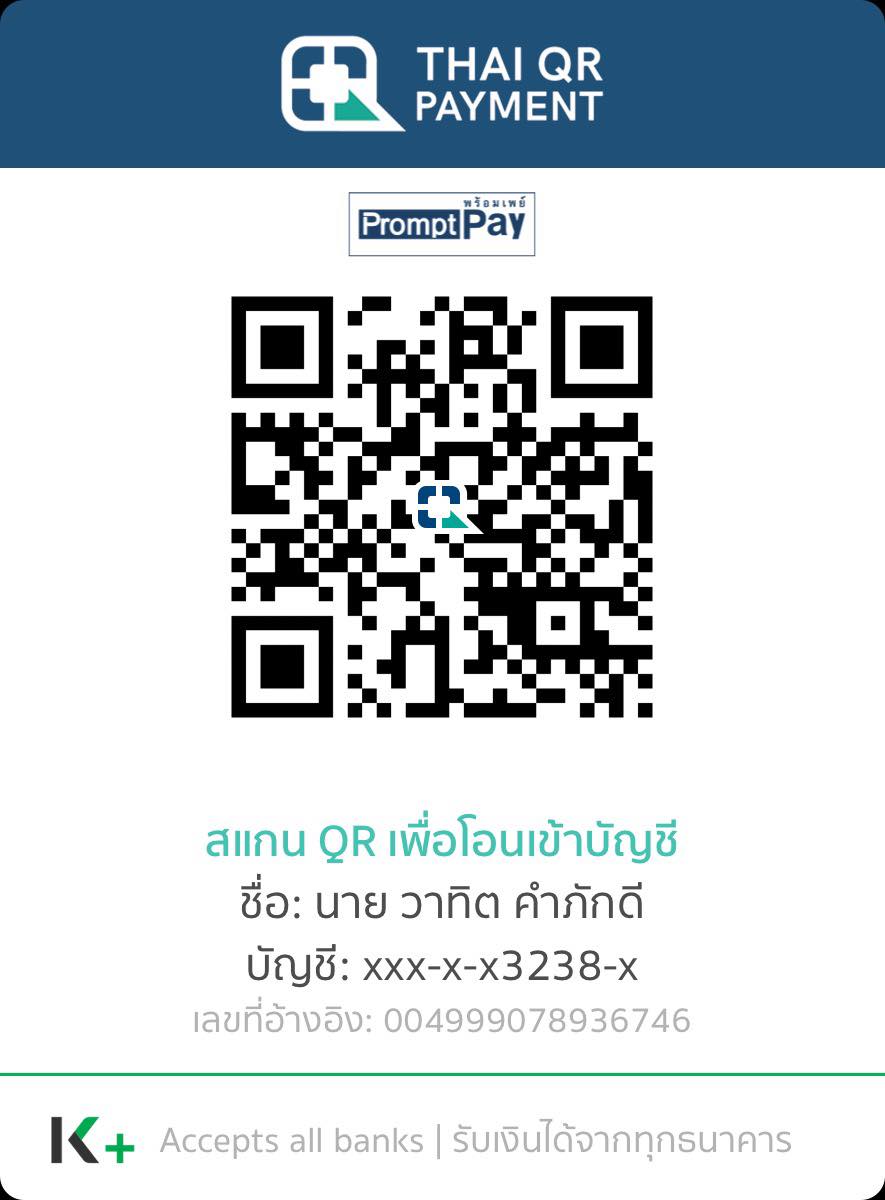 THAI QR
PAYMENT
พร้อมเพย์
PromptPay
สแกน QR เพื่อโอนเข้าบัญชี
ชื่อ: นาย วาทิต คำภักดี
บัญชี: xxx-x-x3238-x
เลขที่อ้างอิง: 004999078936746
K+ Accepts all banks | รับเงินได้จากทุกธนาคาร